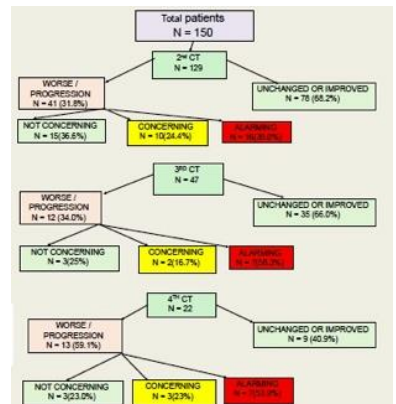 Total patients
N = 150
2nd CT
N = 129
WORSE /
PROGRESSION
N = 41 (31.8%)
UNCHANGED OR IMPROVED
N = 78 (68.2%)
NOT CONCERNING
N = 15(36.6%)
CONCERNING
N = 10(24.4%)
ALARMING
3RD CT
N = 47
WORSE /
PROGRESSION
N = 12 (34.0%)
UNCHANGED OR IMPROVED
N = 35 (66.0%)
NOT CONCERNING
N = 3(25%)
CONCERNING
N = 2(16.7%)
ALARMING
4TH CT
N = 22
WORSE /
PROGRESSION
N = 13 (59.1%)
UNCHANGED OR IMPROVED
N = 9 (40.9%)
NOT CONCERNING
N = 3(23.0%)
CONCERNING
N = 3(23%)
ALARMING